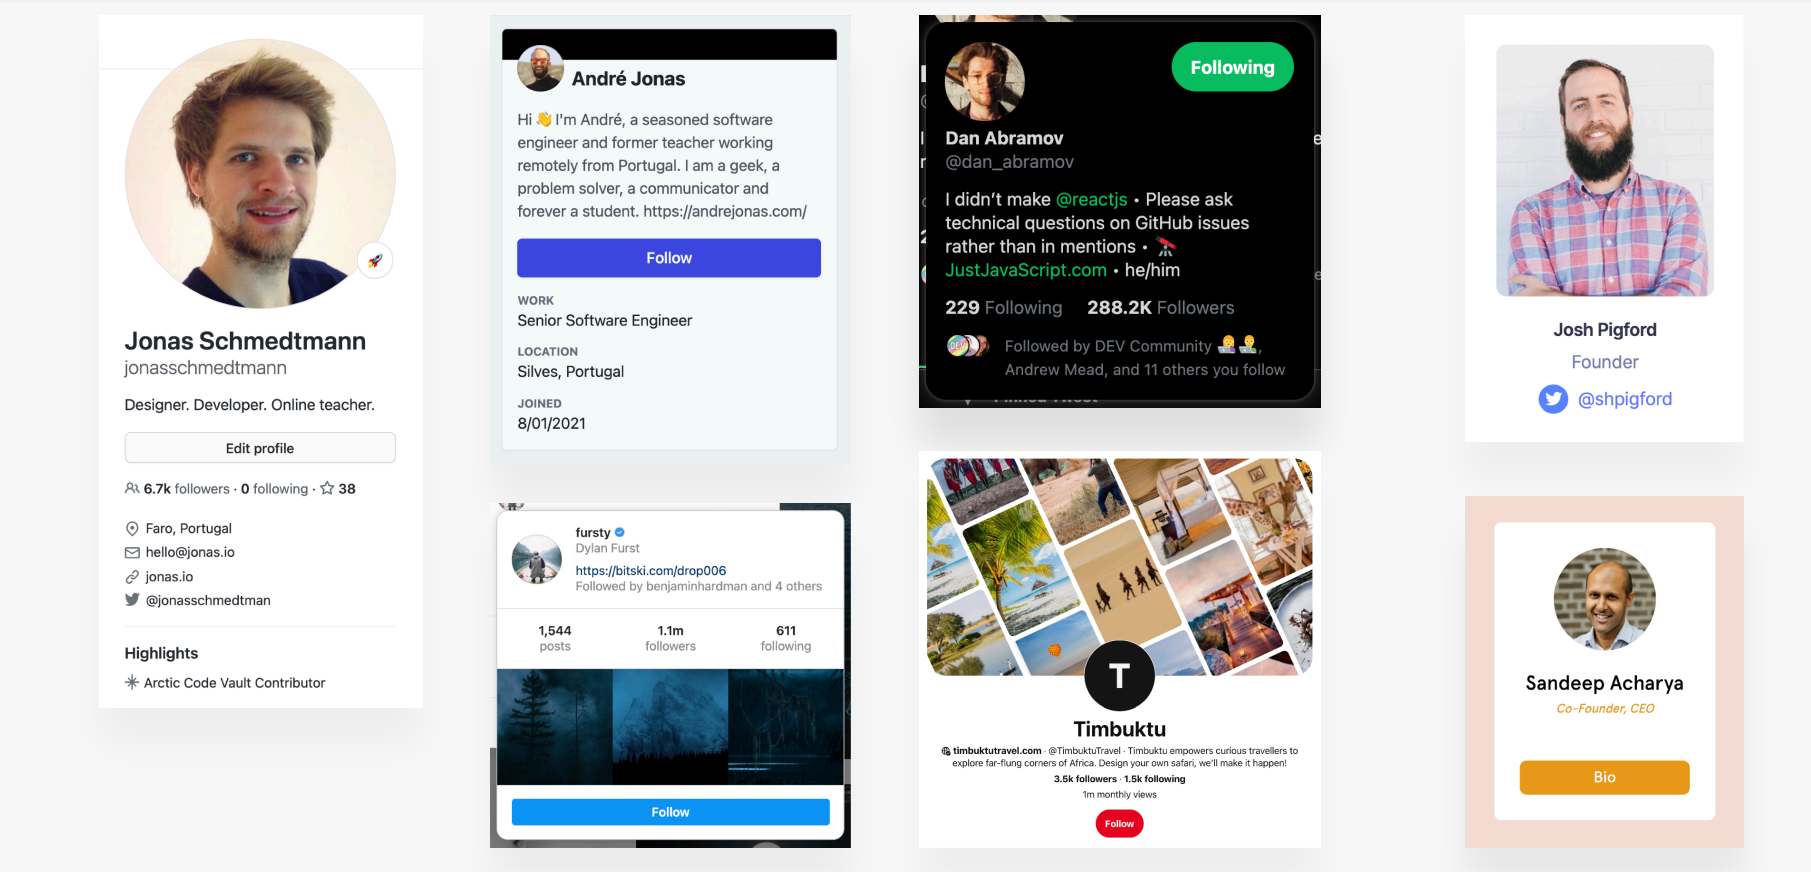 Jonas Schmedtmann
jonasschmedtmann
Designer. Developer. Online teacher.
Edit profile
6.7k followers · 0 following · 38
Faro, Portugal
hello@jonas.io
jonas.io
@jonasschmedtman
Highlights
Arctic Code Vault Contributor
André Jonas
Hi 👋 I'm André, a seasoned software
engineer and former teacher working
remotely from Portugal. I am a geek, a
problem solver, a communicator and
forever a student. https://andrejonas.com/
Follow
WORK
Senior Software Engineer
LOCATION
Silves, Portugal
JOINED
8/01/2021
fursty
Dylan Furst
https://bitski.com/drop006
Followed by benjaminhardman and 4 others
1,544
posts
1.1m
followers
611
following
Follow
Following
Dan Abramov
@dan_abramov
I didn't make @reactjs • Please ask
technical questions on GitHub issues
rather than in mentions • 🔭
JustJavaScript.com • he/him
229 Following 288.2K Followers
DEV
Followed by DEV Community 👩‍💻👨‍💻,
Andrew Mead, and 11 others you follow
Pinned Tweet
T
Timbuktu
timbuktutravel.com · @TimbuktuTravel · Timbuktu empowers curious travellers to
explore far-flung corners of Africa. Design your own safari, we'll make it happen!
3.5k followers · 1.5k following
1m monthly views
Follow
Josh Pigford
Founder
@shpigford
Sandeep Acharya
Co-Founder, CEO
Bio